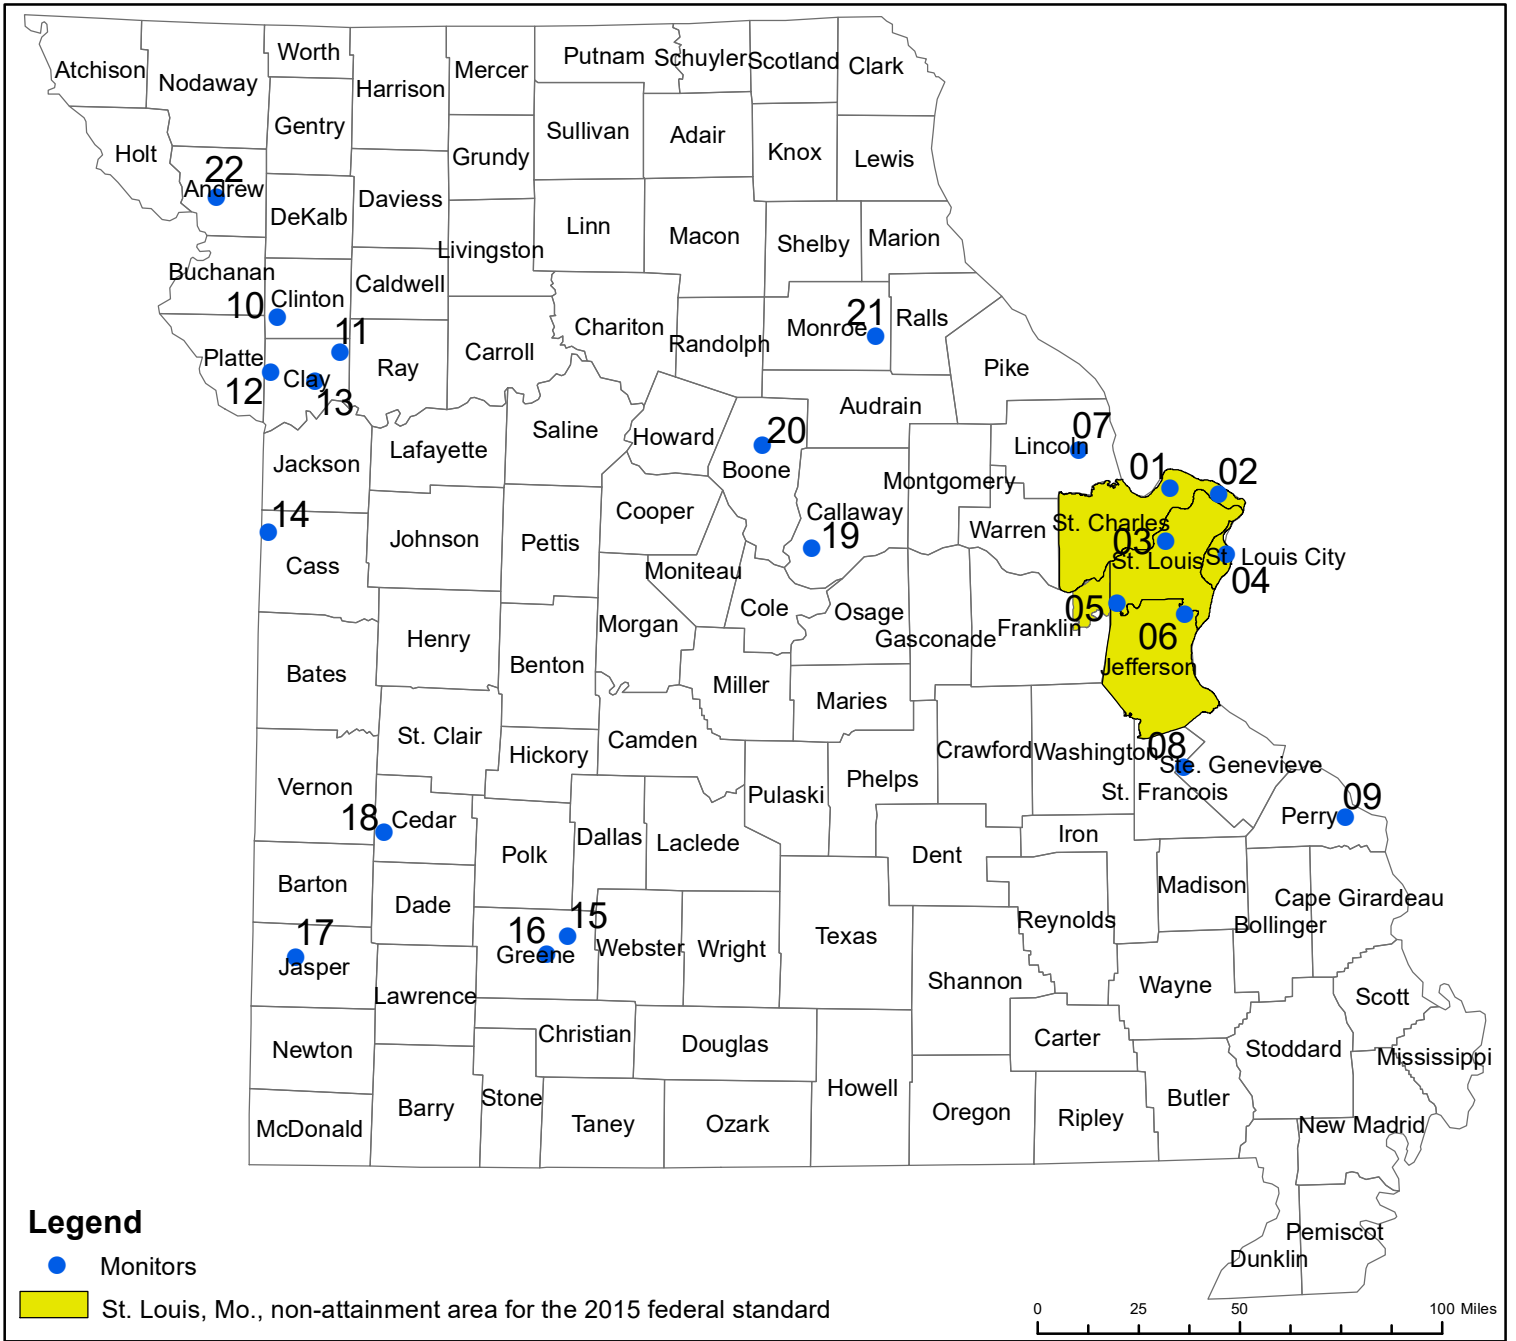 Worth
Putnam
Schuyler
Scotland
Clark
Atchison
Nodaway
Harrison
Mercer
Gentry
Sullivan
Adair
Knox
Lewis
Holt
Grundy
22
Andrew
DeKalb
Daviess
Linn
Macon
Shelby
Marion
Livingston
Buchanan
10
Clinton
Caldwell
Chariton
Randolph
Monroe
21
Ralls
11
Platte
12
Clay
13
Ray
Carroll
Pike
Audrain
Saline
Howard
20
Boone
Lincoln
07
Jackson
Lafayette
01
02
Montgomery
Cooper
Callaway
19
14
Johnson
Pettis
Warren
St. Charles
03
St. Louis
St. Louis City
04
Cass
Moniteau
Cole
Osage
Gasconade
Franklin
05
06
Jefferson
Henry
Morgan
Benton
Bates
Miller
Maries
St. Clair
Hickory
Camden
Crawford
Washington
08
Ste. Genevieve
St. Francois
Vernon
18
Cedar
Pulaski
Phelps
09
Perry
Polk
Dallas
Laclede
Dent
Iron
Barton
Dade
Madison
Cape Girardeau
Bollinger
Reynolds
17
Jasper
16
15
Greene
Webster
Wright
Texas
Shannon
Wayne
Scott
Lawrence
Christian
Douglas
Carter
Stoddard
Mississippi
Newton
Howell
Stone
Barry
Taney
Ozark
Oregon
Ripley
Butler
New Madrid
McDonald
Pemiscot
Dunklin
Legend
Monitors
St. Louis, Mo., non-attainment area for the 2015 federal standard
0 25 50 100 Miles